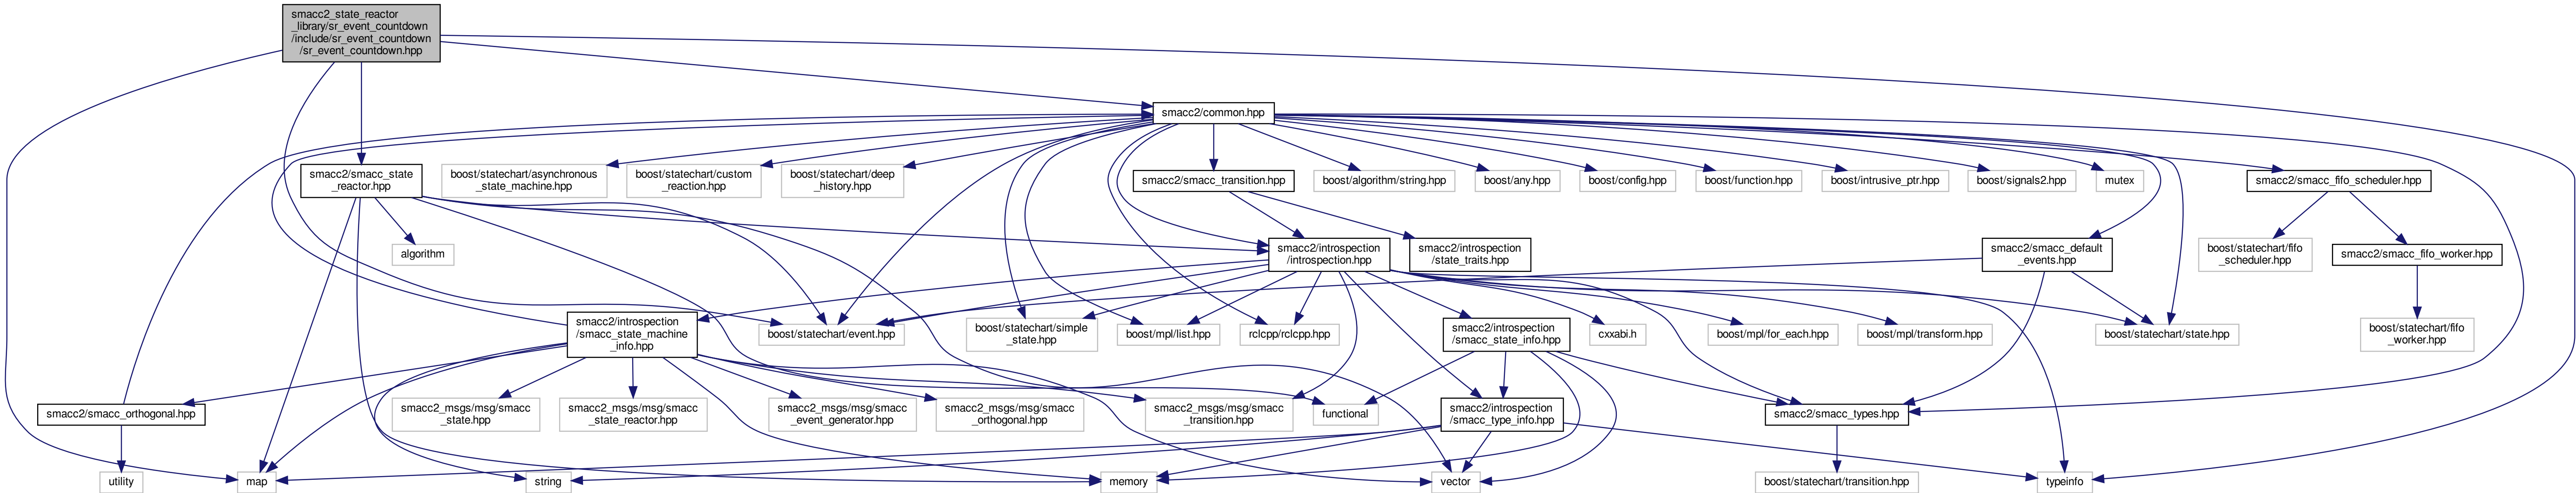 smacc2_state_reactor
_library/sr_event_countdown
/include/sr_event_countdown
/sr_event_countdown.hpp
smacc2/common.hpp
smacc2/smacc_state
_reactor.hpp
boost/statechart/asynchronous
_state_machine.hpp
boost/statechart/custom
_reaction.hpp
boost/statechart/deep
_history.hpp
smacc2/smacc_transition.hpp
boost/algorithm/string.hpp
boost/any.hpp
boost/config.hpp
boost/function.hpp
boost/intrusive_ptr.hpp
boost/signals2.hpp
mutex
smacc2/smacc_fifo_scheduler.hpp
algorithm
smacc2/introspection
/introspection.hpp
smacc2/introspection
/state_traits.hpp
smacc2/smacc_default
_events.hpp
boost/statechart/fifo
_scheduler.hpp
smacc2/smacc_fifo_worker.hpp
smacc2/introspection
/smacc_state_machine
_info.hpp
boost/statechart/event.hpp
boost/statechart/simple
_state.hpp
boost/mpl/list.hpp
rclcpp/rclcpp.hpp
smacc2/introspection
/smacc_state_info.hpp
cxxabi.h
boost/mpl/for_each.hpp
boost/mpl/transform.hpp
boost/statechart/state.hpp
boost/statechart/fifo
_worker.hpp
smacc2/smacc_orthogonal.hpp
smacc2_msgs/msg/smacc
_state.hpp
smacc2_msgs/msg/smacc
_state_reactor.hpp
smacc2_msgs/msg/smacc
_event_generator.hpp
smacc2_msgs/msg/smacc
_orthogonal.hpp
smacc2_msgs/msg/smacc
_transition.hpp
functional
smacc2/introspection
/smacc_type_info.hpp
smacc2/smacc_types.hpp
utility
map
string
memory
vector
boost/statechart/transition.hpp
typeinfo